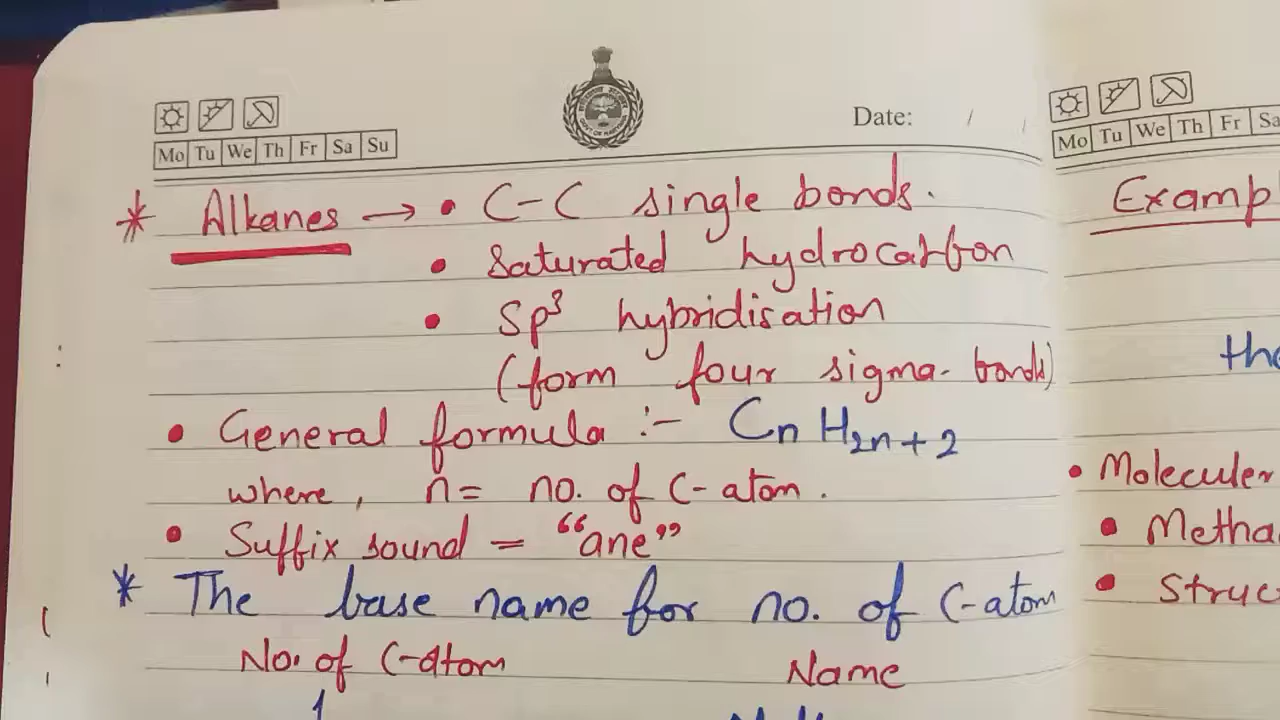 Date: / /
Mo Tu We Th Fr Sa Su
* Alkanes → • C-C single bonds.
• Saturated hydrocarbon
• Sp³ hybridisation
(form four sigma- bonds)
• General formula :- CnH2n+2
where, n= no. of C-atom.
• Suffix sound = "ane"
* The base name for no. of C-atom
No. of C-atom Name
1
Mo Tu We Th Fr Sa
Examp
the
• Moleculer
• Metha
• Struc